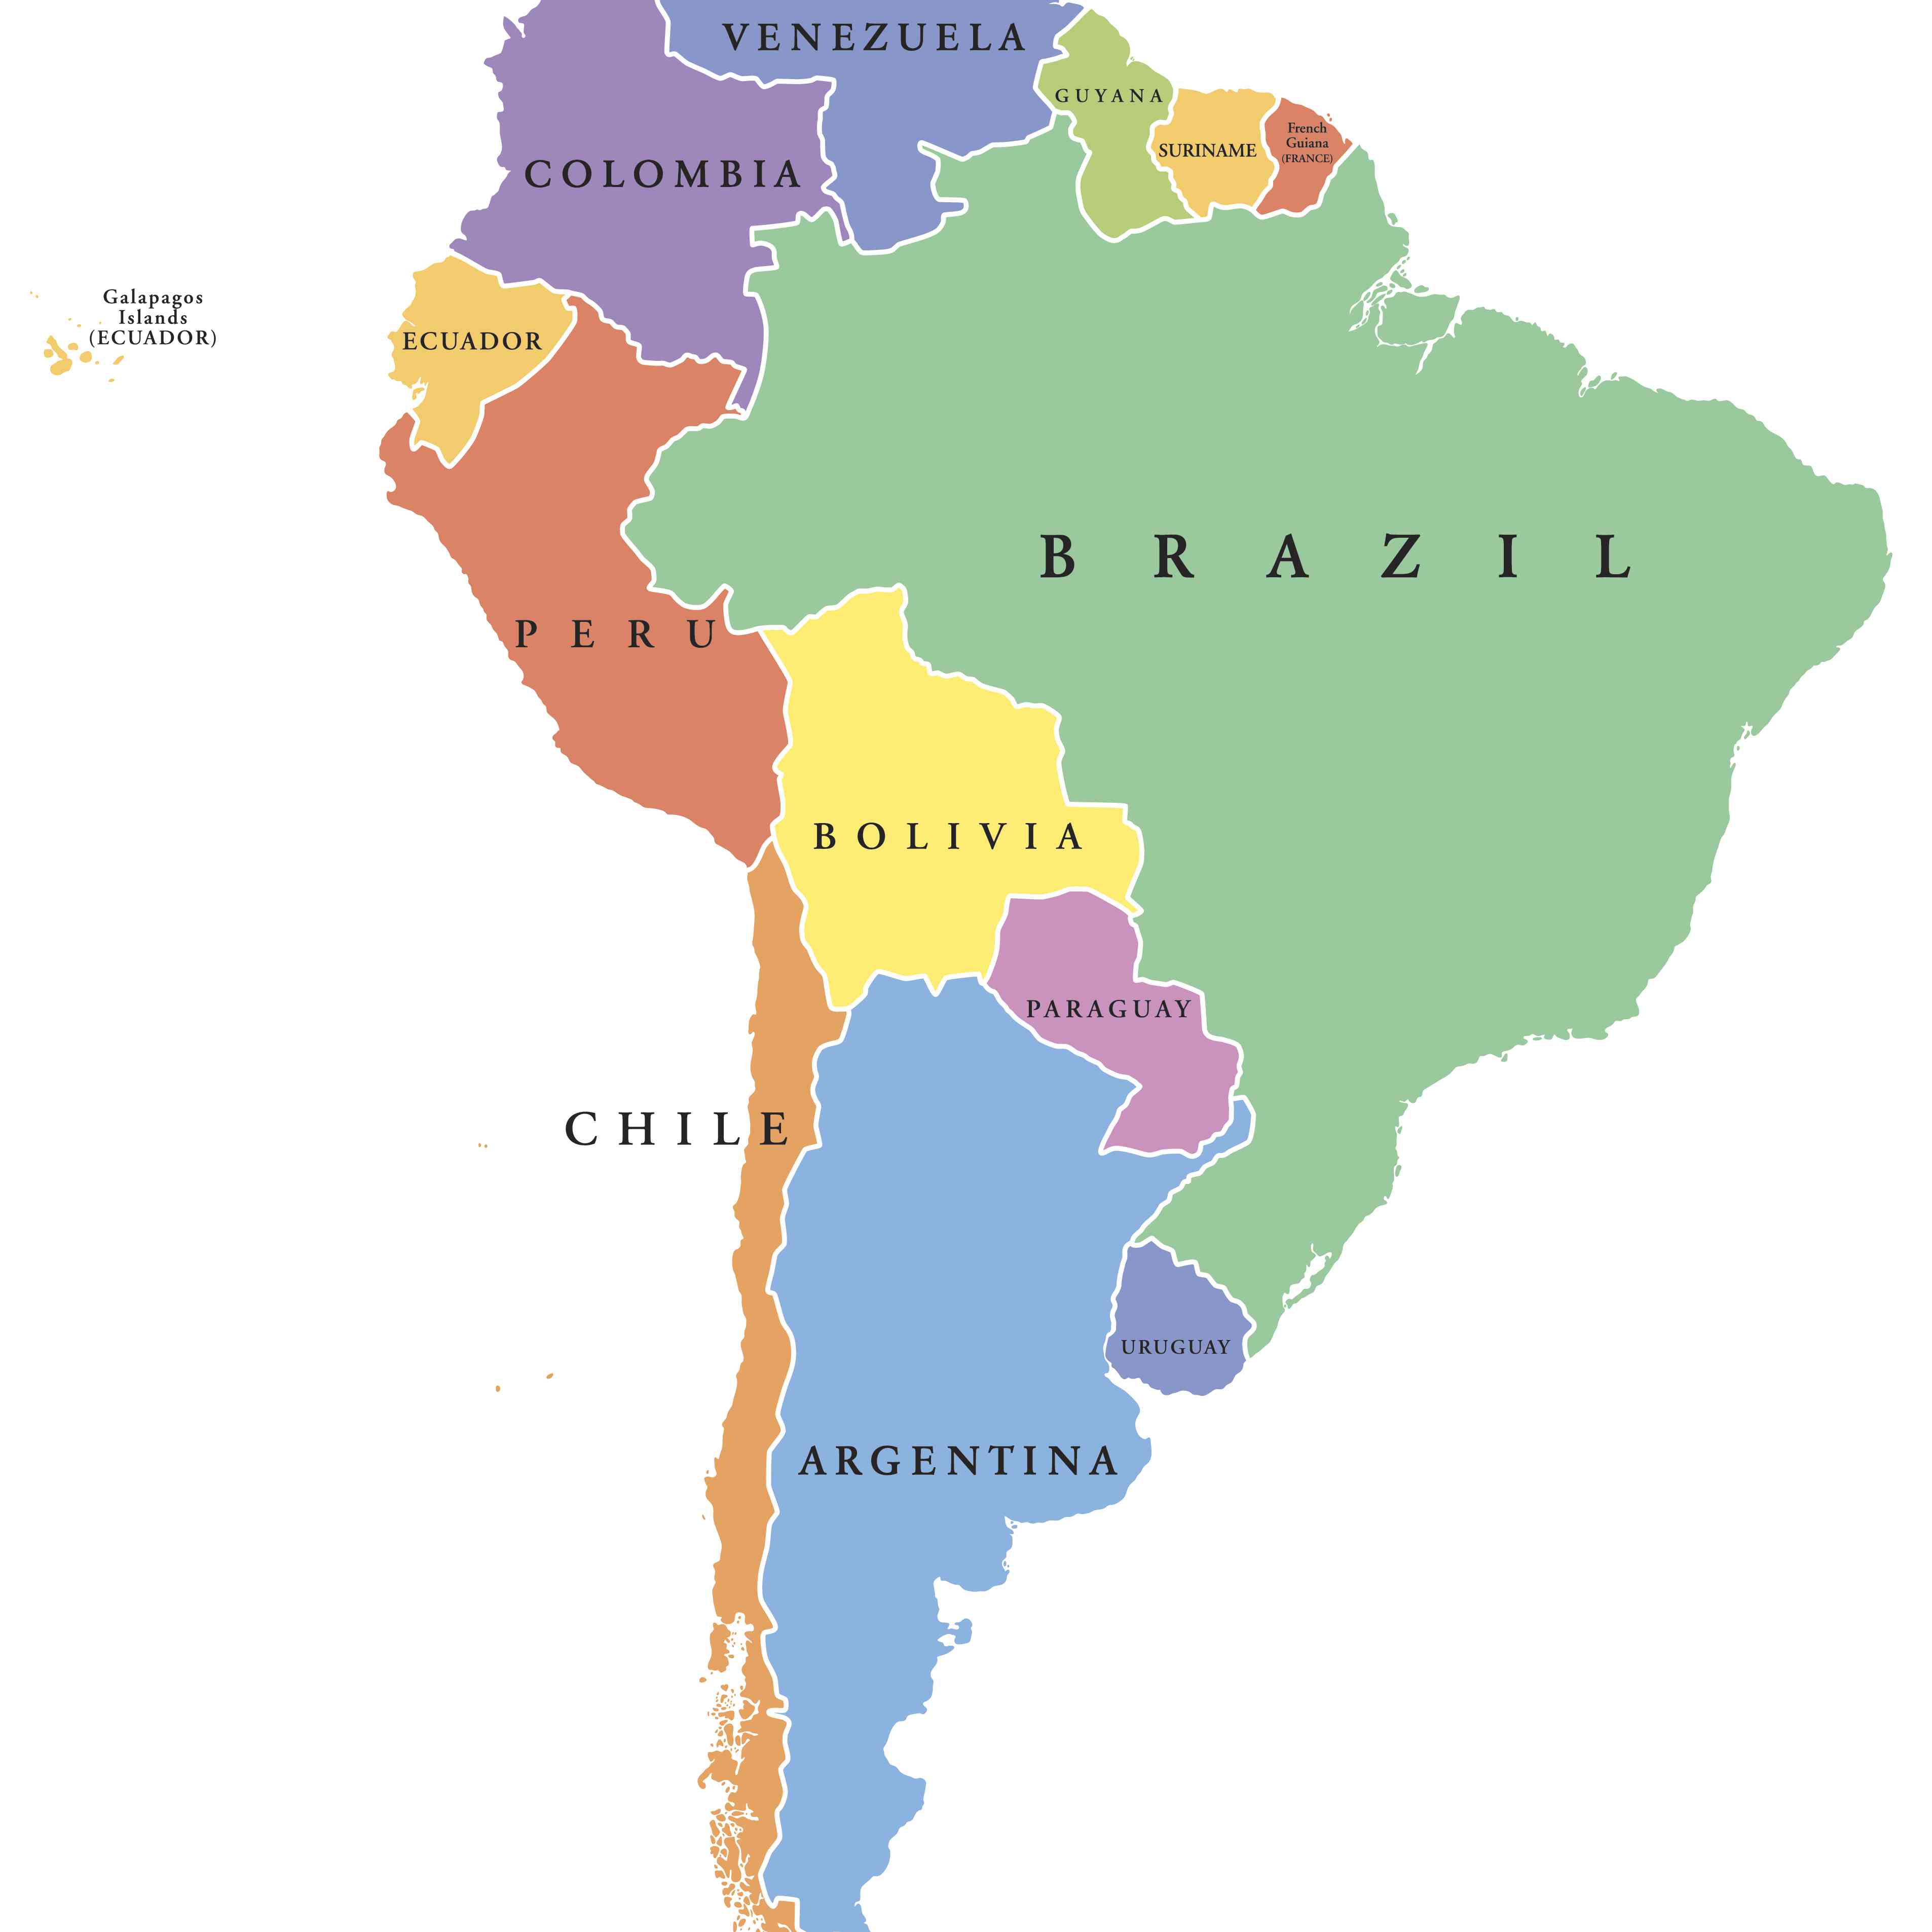 VENEZUELA
GUYANA
SURINAME
French
Guiana
(FRANCE)
COLOMBIA
Galapagos
Islands
(ECUADOR)
ECUADOR
BRAZIL
PERU
BOLIVIA
PARAGUAY
CHILE
URUGUAY
ARGENTINA